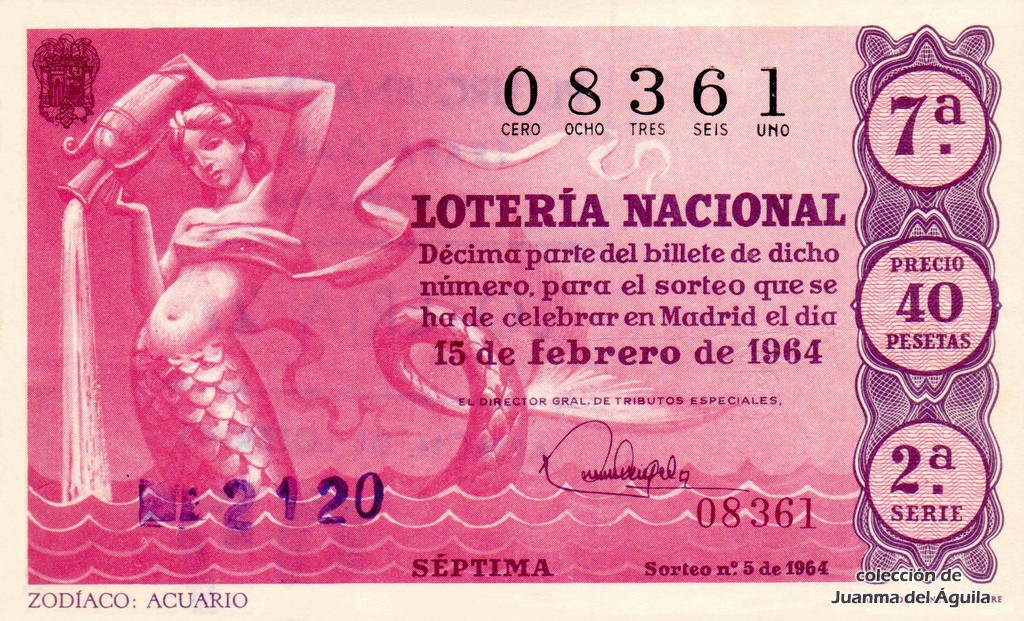 08361
CERO OCHO TRES SEIS UNO
LOTERÍA NACIONAL
Décima parte del billete de dicho
número, para el sorteo que se
ha de celebrar en Madrid el día
15 de febrero de 1964
EL DIRECTOR GRAL. DE TRIBUTOS ESPECIALES,
2120
08361
SÉPTIMA
Sorteo nº. 5 de 1964
7ª.
PRECIO
40
PESETAS
2ª.
SERIE
ZODÍACO: ACUARIO
colección de
Juanma del Águila